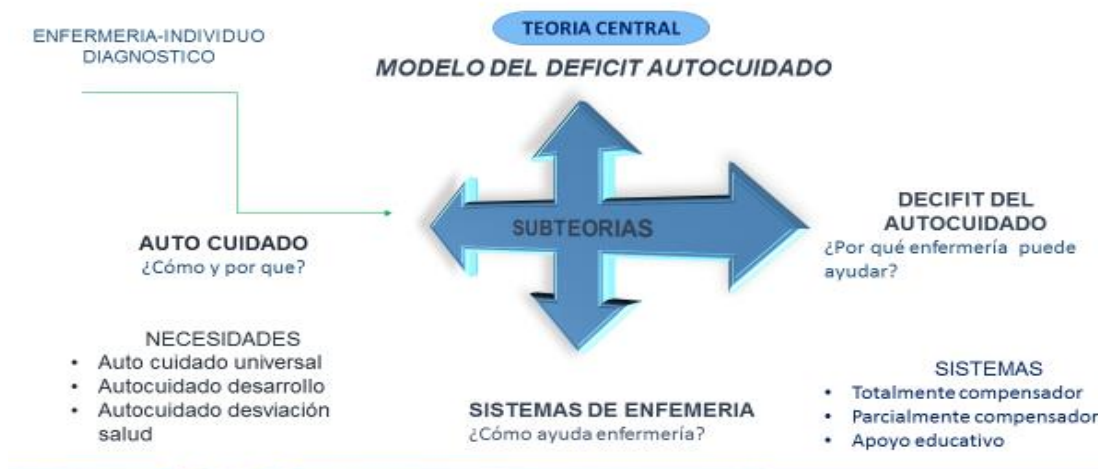 TEORIA CENTRAL
ENFERMERIA-INDIVIDUO
DIAGNOSTICO
MODELO DEL DEFICIT AUTOCUIDADO
SUBTEORIAS
AUTO CUIDADO
¿Cómo y por que?
DECIFIT DEL
AUTOCUIDADO
¿Por qué enfermería puede
ayudar?
NECESIDADES
• Auto cuidado universal
• Autocuidado desarrollo
• Autocuidado desviación
salud
SISTEMAS DE ENFEMERIA
¿Cómo ayuda enfermería?
SISTEMAS
• Totalmente compensador
• Parcialmente compensador
• Apoyo educativo